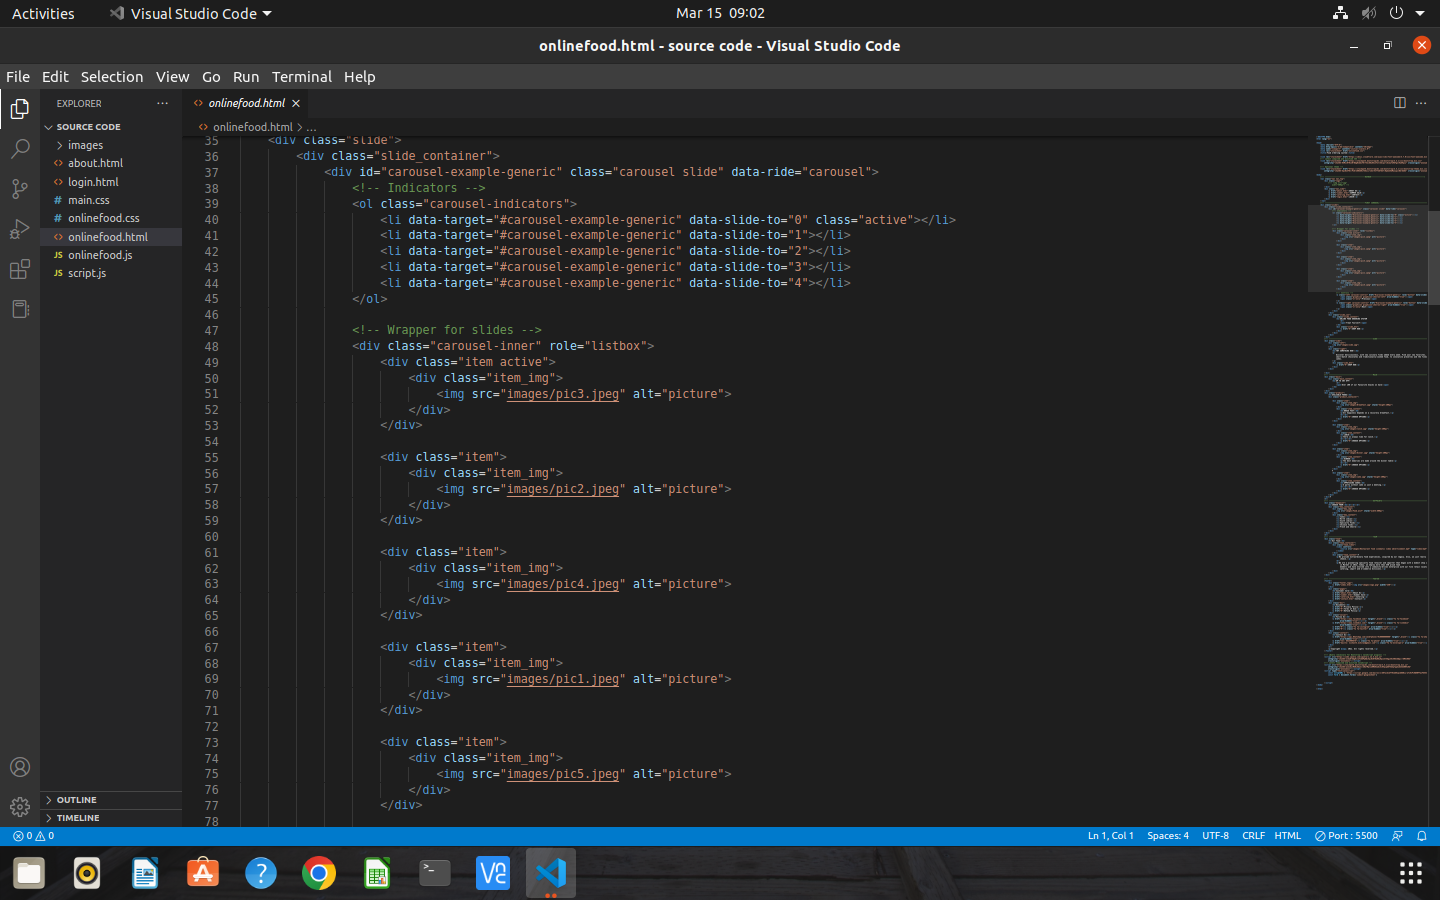 Activities
Visual Studio Code
Mar 15 09:02
onlinefood.html - source code - Visual Studio Code
File Edit Selection View Go Run Terminal Help
EXPLORER
SOURCE CODE
images
about.html
login.html
main.css
onlinefood.css
onlinefood.html
onlinefood.js
script.js
OUTLINE
TIMELINE
onlinefood.html
onlinefood.html > ...
35 <div class="slide">
36 <div class="slide_container">
37 <div id="carousel-example-generic" class="carousel slide" data-ride="carousel">
38 <!-- Indicators -->
39 <ol class="carousel-indicators">
40 <li data-target="#carousel-example-generic" data-slide-to="0" class="active"></li>
41 <li data-target="#carousel-example-generic" data-slide-to="1"></li>
42 <li data-target="#carousel-example-generic" data-slide-to="2"></li>
43 <li data-target="#carousel-example-generic" data-slide-to="3"></li>
44 <li data-target="#carousel-example-generic" data-slide-to="4"></li>
45 </ol>
46
47 <!-- Wrapper for slides -->
48 <div class="carousel-inner" role="listbox">
49 <div class="item active">
50 <div class="item_img">
51 <img src="images/pic3.jpeg" alt="picture">
52 </div>
53 </div>
54
55 <div class="item">
56 <div class="item_img">
57 <img src="images/pic2.jpeg" alt="picture">
58 </div>
59 </div>
60
61 <div class="item">
62 <div class="item_img">
63 <img src="images/pic4.jpeg" alt="picture">
64 </div>
65 </div>
66
67 <div class="item">
68 <div class="item_img">
69 <img src="images/pic1.jpeg" alt="picture">
70 </div>
71 </div>
72
73 <div class="item">
74 <div class="item_img">
75 <img src="images/pic5.jpeg" alt="picture">
76 </div>
77 </div>
78
0 0 Ln 1, Col 1 Spaces: 4 UTF-8 CRLF HTML Port : 5500